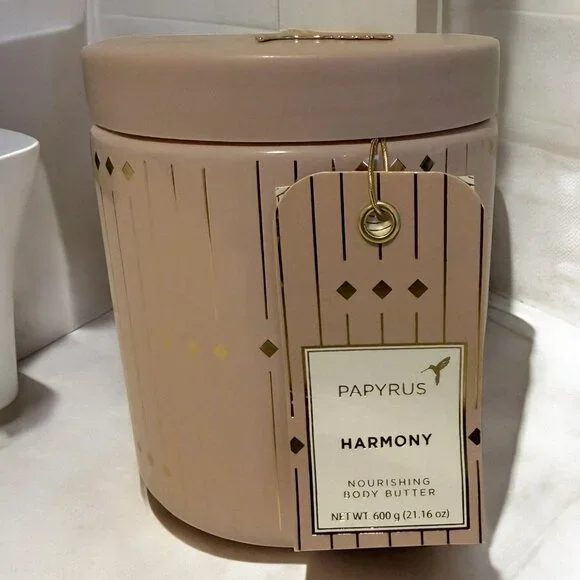 PAPYRUS
HARMONY
NOURISHING
BODY BUTTER
NET WT. 600 g (21.16 oz)